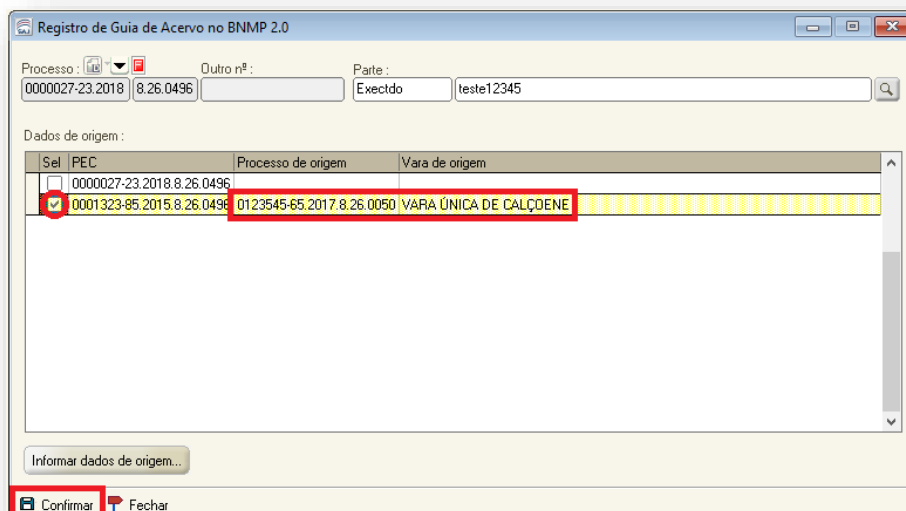 Registro de Guia de Acervo no BNMP 2.0
Processo : Outro nº : Parte :
0000027-23.2018 8.26.0496 Exectdo teste12345
Dados de origem :
Sel PEC Processo de origem Vara de origem
0000027-23.2018.8.26.0496
0001323-85.2015.8.26.0496 0123545-65.2017.8.26.0050 VARA ÚNICA DE CALÇOENE
Informar dados de origem...
Confirmar Fechar